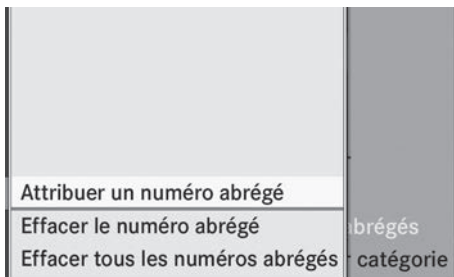 Attribuer un numéro abrégé
Effacer le numéro abrégé
brégés
Effacer tous les numéros abrégés
catégorie